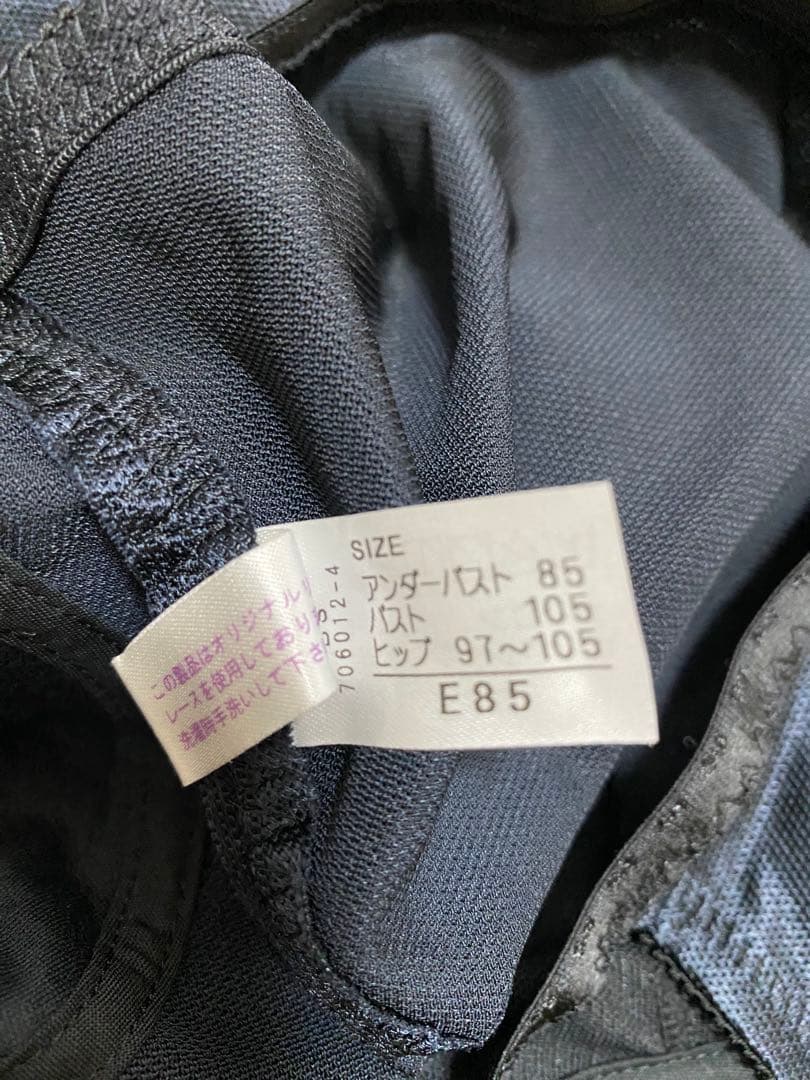 SIZE
アンダーバスト 85
バスト 105
ヒップ 97～105
E85
706012-4
この製品はオリジナル
レースを使用しており
洗濯時手洗いして下さ